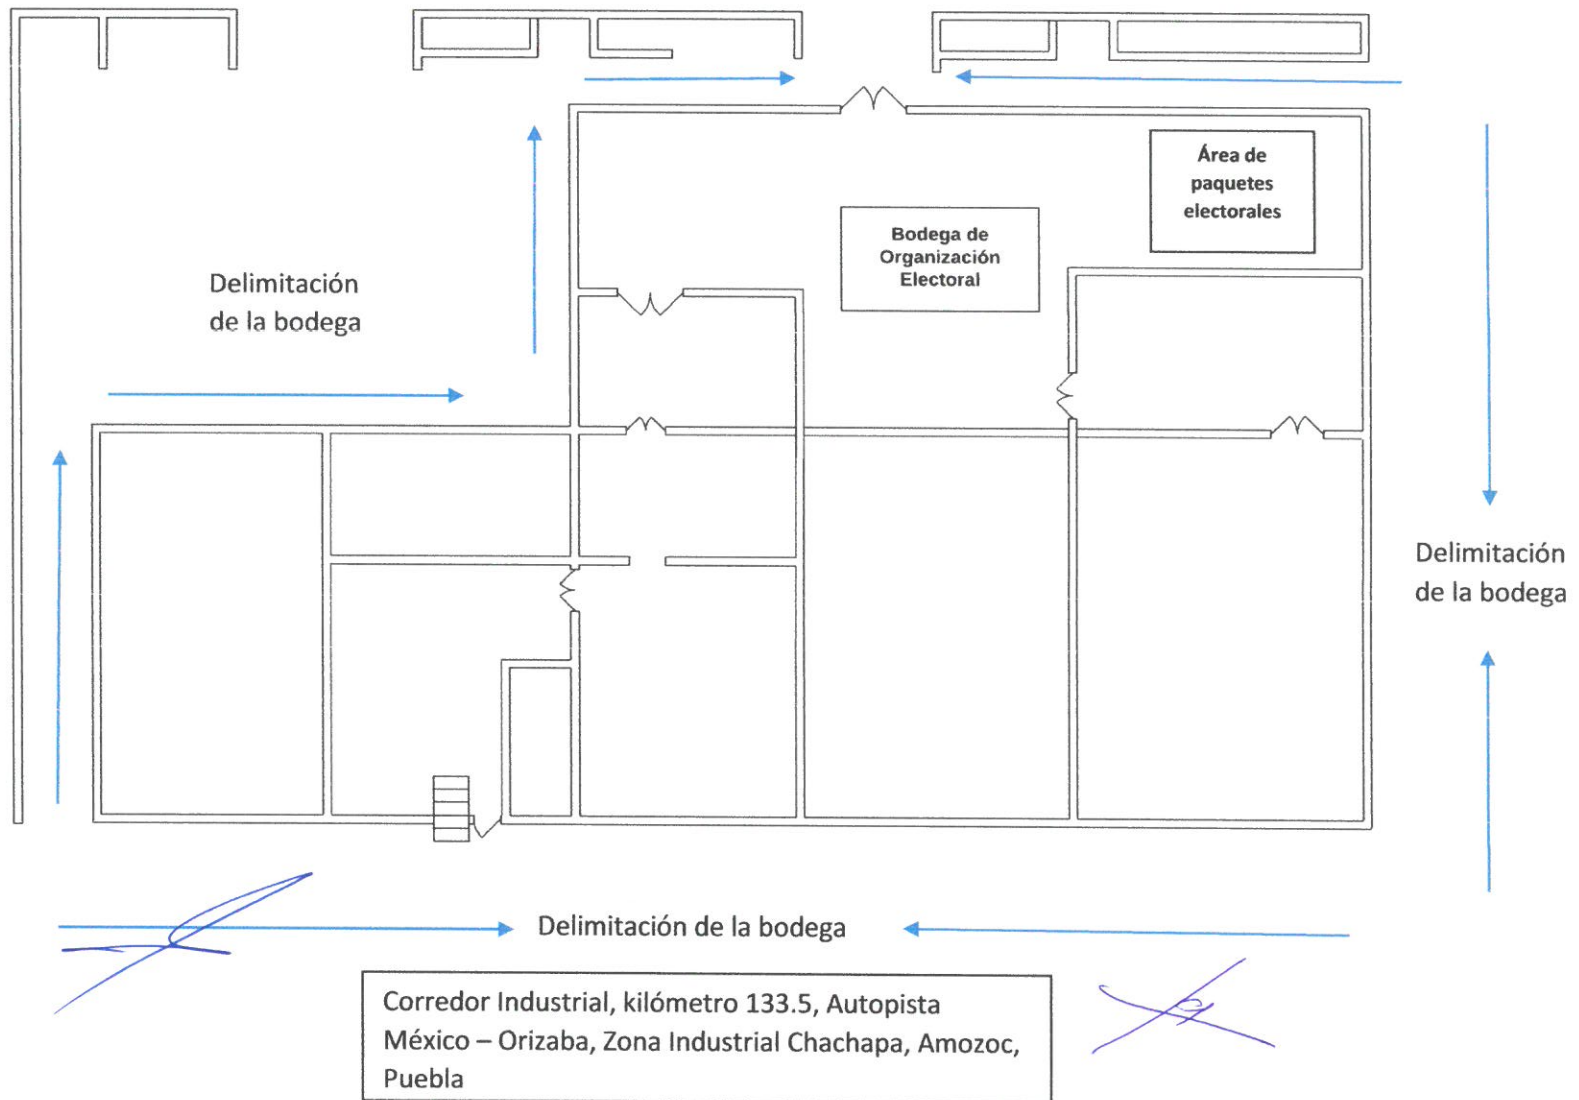 Área de
paquetes
electorales
Bodega de
Organización
Electoral
Delimitación
de la bodega
Delimitación
de la bodega
Delimitación de la bodega
Corredor Industrial, kilómetro 133.5, Autopista
México – Orizaba, Zona Industrial Chachapa, Amozoc,
Puebla